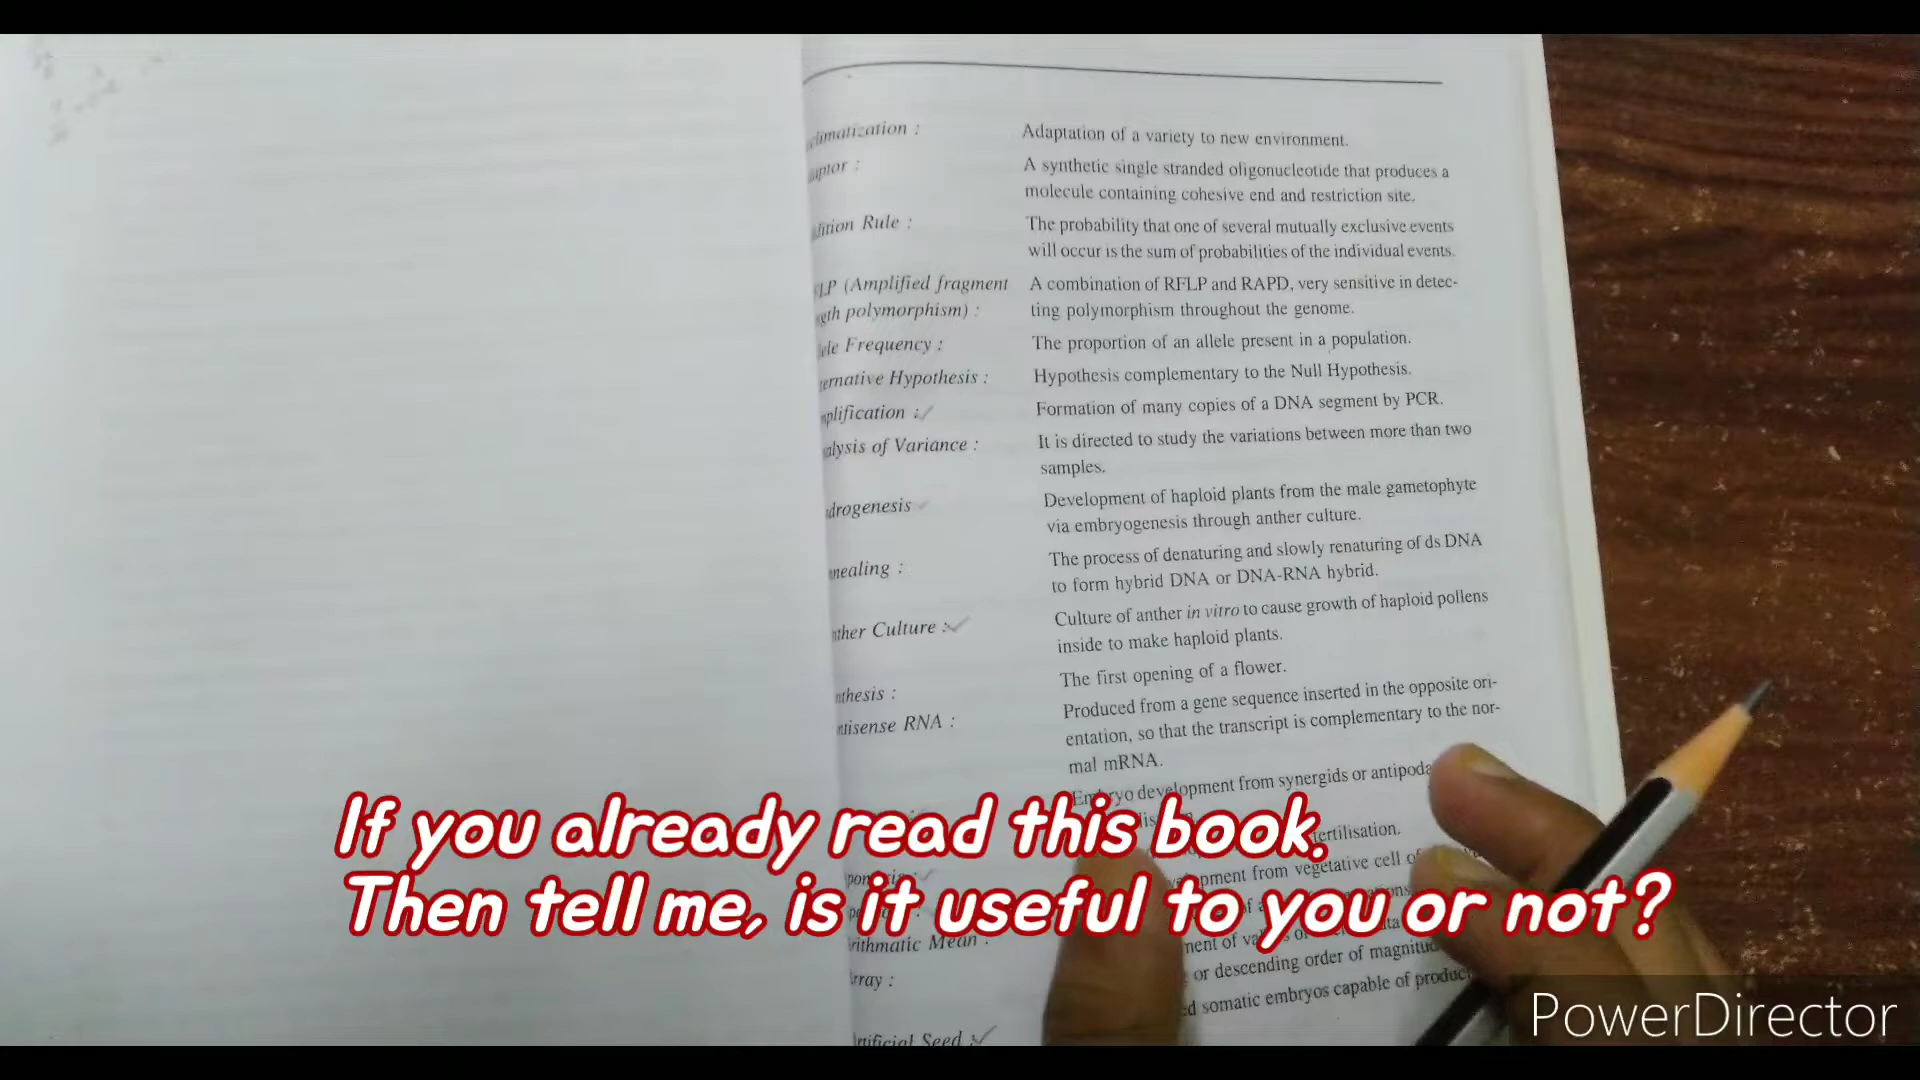 climatization : Adaptation of a variety to new environment.
aptor : A synthetic single stranded oligonucleotide that produces a
molecule containing cohesive end and restriction site.
dition Rule : The probability that one of several mutually exclusive events
will occur is the sum of probabilities of the individual events.
LP (Amplified fragment A combination of RFLP and RAPD, very sensitive in detec-
gth polymorphism) : ting polymorphism throughout the genome.
ele Frequency : The proportion of an allele present in a population.
ernative Hypothesis : Hypothesis complementary to the Null Hypothesis.
plification : Formation of many copies of a DNA segment by PCR.
alysis of Variance : It is directed to study the variations between more than two
samples.
drogenesis Development of haploid plants from the male gametophyte
via embryogenesis through anther culture.
nealing : The process of denaturing and slowly renaturing of ds DNA
to form hybrid DNA or DNA-RNA hybrid.
ther Culture : Culture of anther in vitro to cause growth of haploid pollens
inside to make haploid plants.
nthesis : The first opening of a flower.
ntisense RNA : Produced from a gene sequence inserted in the opposite ori-
entation, so that the transcript is complementary to the nor-
mal mRNA.
Embryo development from synergids or antipoda
fertilisation.
pment from vegetative cell of
rithmatic Mean :
ment of
rray : or descending order of magnitud
d somatic embryos capable of produc
rtificial Seed :
If you already read this book.
Then tell me, is it useful to you or not?
PowerDirector